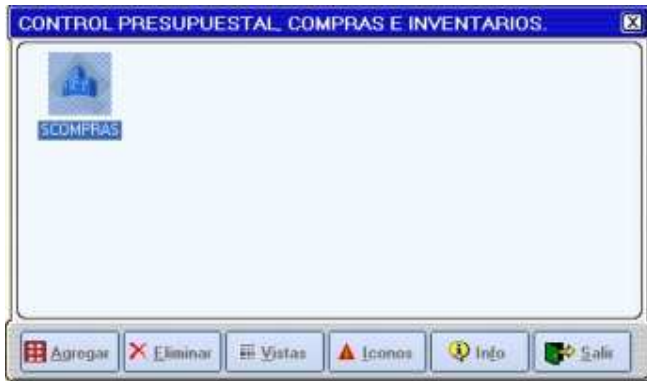 CONTROL PRESUPUESTAL, COMPRAS E INVENTARIOS.
SCOMPRAS
Agregar Eliminar Vistas Iconos Info Salir